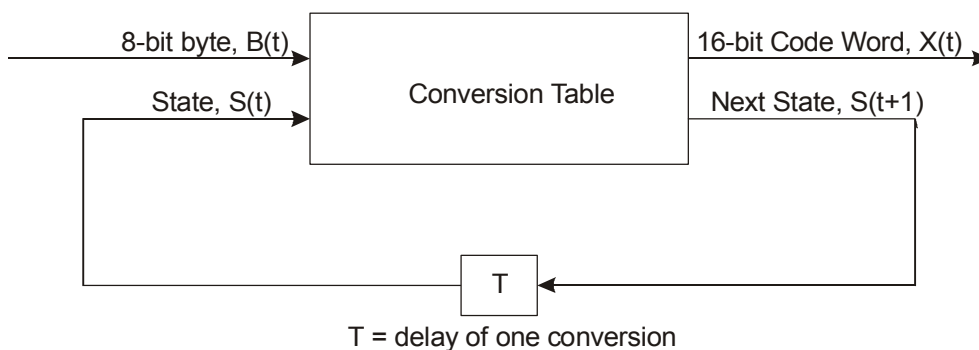 8-bit byte, B(t)
16-bit Code Word, X(t)
Conversion Table
State, S(t)
Next State, S(t+1)
T
T = delay of one conversion